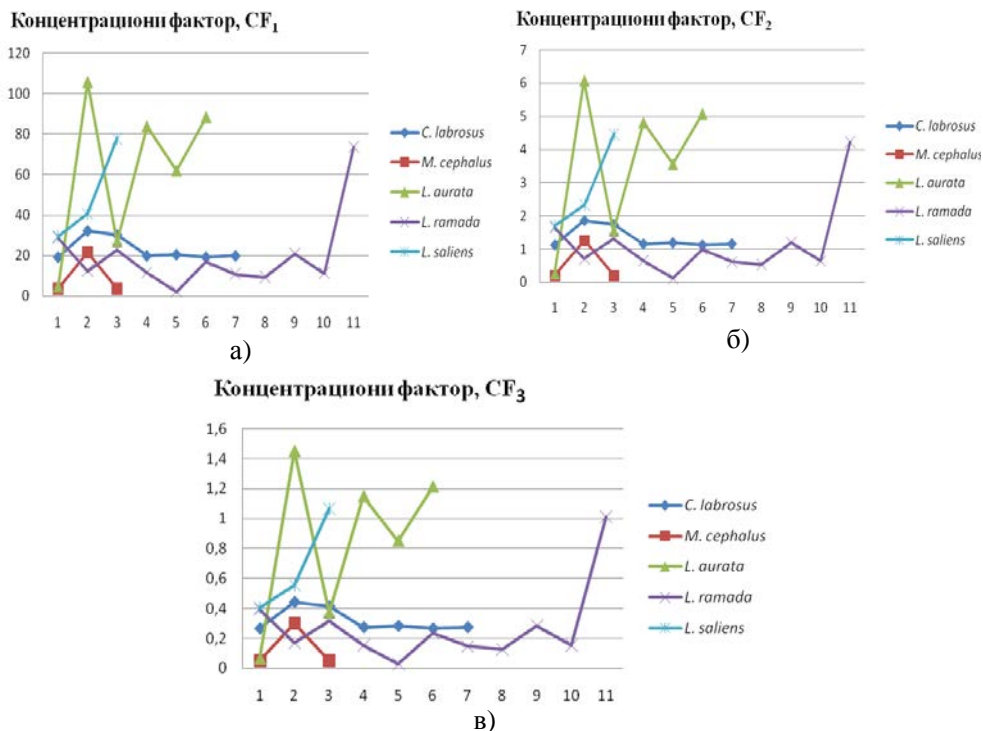 Концентрациони фактор, CF₁
120
100
80
60
40
20
0
1 2 3 4 5 6 7 8 9 10 11
C. labrosus
M. cephalus
L. aurata
L. ramada
L. saliens
а)
Концентрациони фактор, CF₂
7
6
5
4
3
2
1
0
1 2 3 4 5 6 7 8 9 10 11
C. labrosus
M. cephalus
L. aurata
L. ramada
L. saliens
б)
Концентрациони фактор, CF₃
1,6
1,4
1,2
1
0,8
0,6
0,4
0,2
0
1 2 3 4 5 6 7 8 9 10 11
C. labrosus
M. cephalus
L. aurata
L. ramada
L. saliens
в)